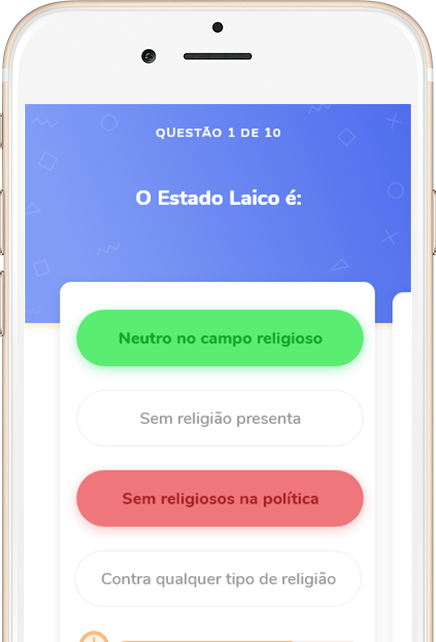 QUESTÃO 1 DE 10
O Estado Laico é:
Neutro no campo religioso
Sem religião presenta
Sem religiosos na política
Contra qualquer tipo de religião